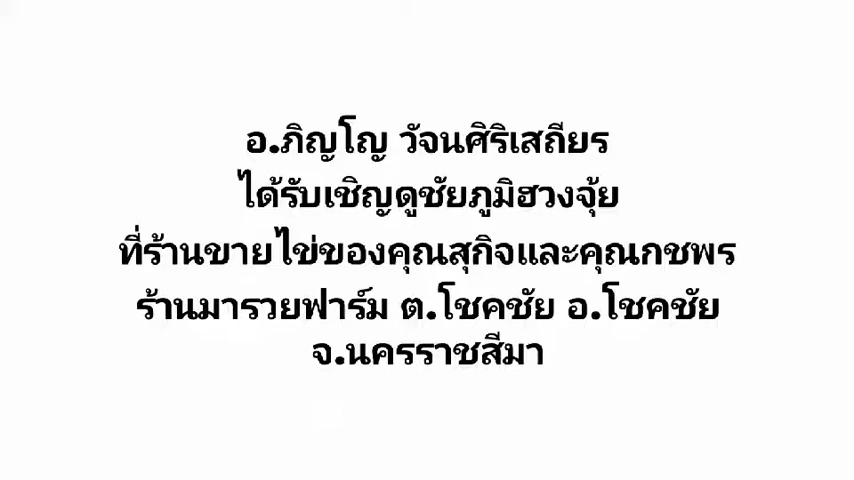 อ.ภิญโญ วัจนศิริเสถียร
ได้รับเชิญดูชัยภูมิฮวงจุ้ย
ที่ร้านขายไข่ของคุณสุกิจและคุณกชพร
ร้านมารวยฟาร์ม ต.โชคชัย อ.โชคชัย
จ.นครราชสีมา